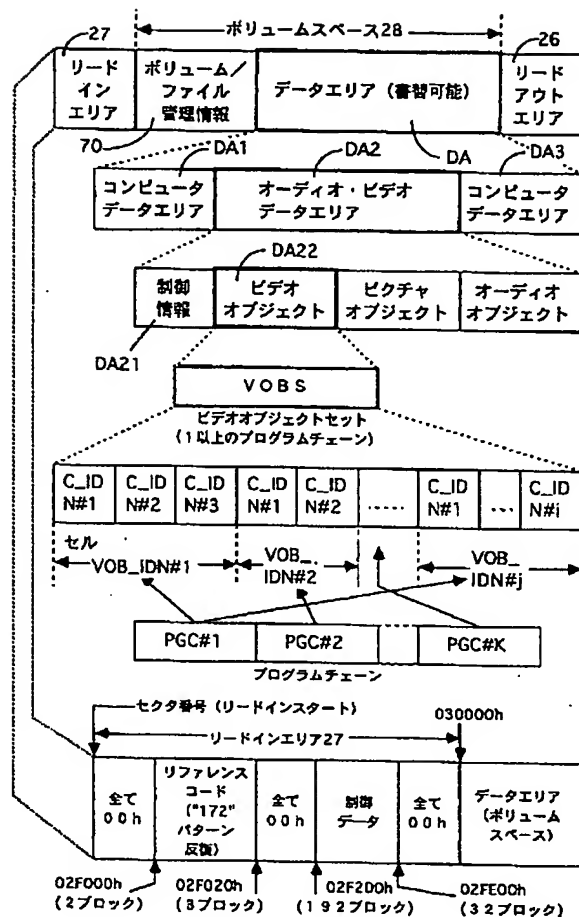 27
ボリュームスペース28
26
リード
イン
エリア
ボリューム/
ファイル
管理情報
データエリア(書替可能)
リード
アウト
エリア
70
DA1
DA2
DA
DA3
コンピュータ
データエリア
オーディオ・ビデオ
データエリア
コンピュータ
データエリア
DA22
制御
情報
ビデオ
オブジェクト
ピクチャ
オブジェクト
オーディオ
オブジェクト
DA21
VOBS
ビデオオブジェクトセット
(1以上のプログラムチェーン)
C_ID
N#1
C_ID
N#2
C_ID
N#3
C_ID
N#1
C_ID
N#2
.....
C_ID
N#1
....
C_ID
N#i
セル
VOB_IDN#1
VOB_
IDN#2
VOB_
IDN#j
PGC#1
PGC#2
PGC#K
プログラムチェーン
セクタ番号(リードインスタート)
030000h
リードインエリア27
全て
00h
リファレンス
コード
("172"
パターン
反復)
全て
00h
制御
データ
全て
00h
データエリア
(ボリューム
スペース)
02F000h
(2ブロック)
02F020h
(8ブロック)
02F200h
(192ブロック)
02FE00h
(32ブロック)